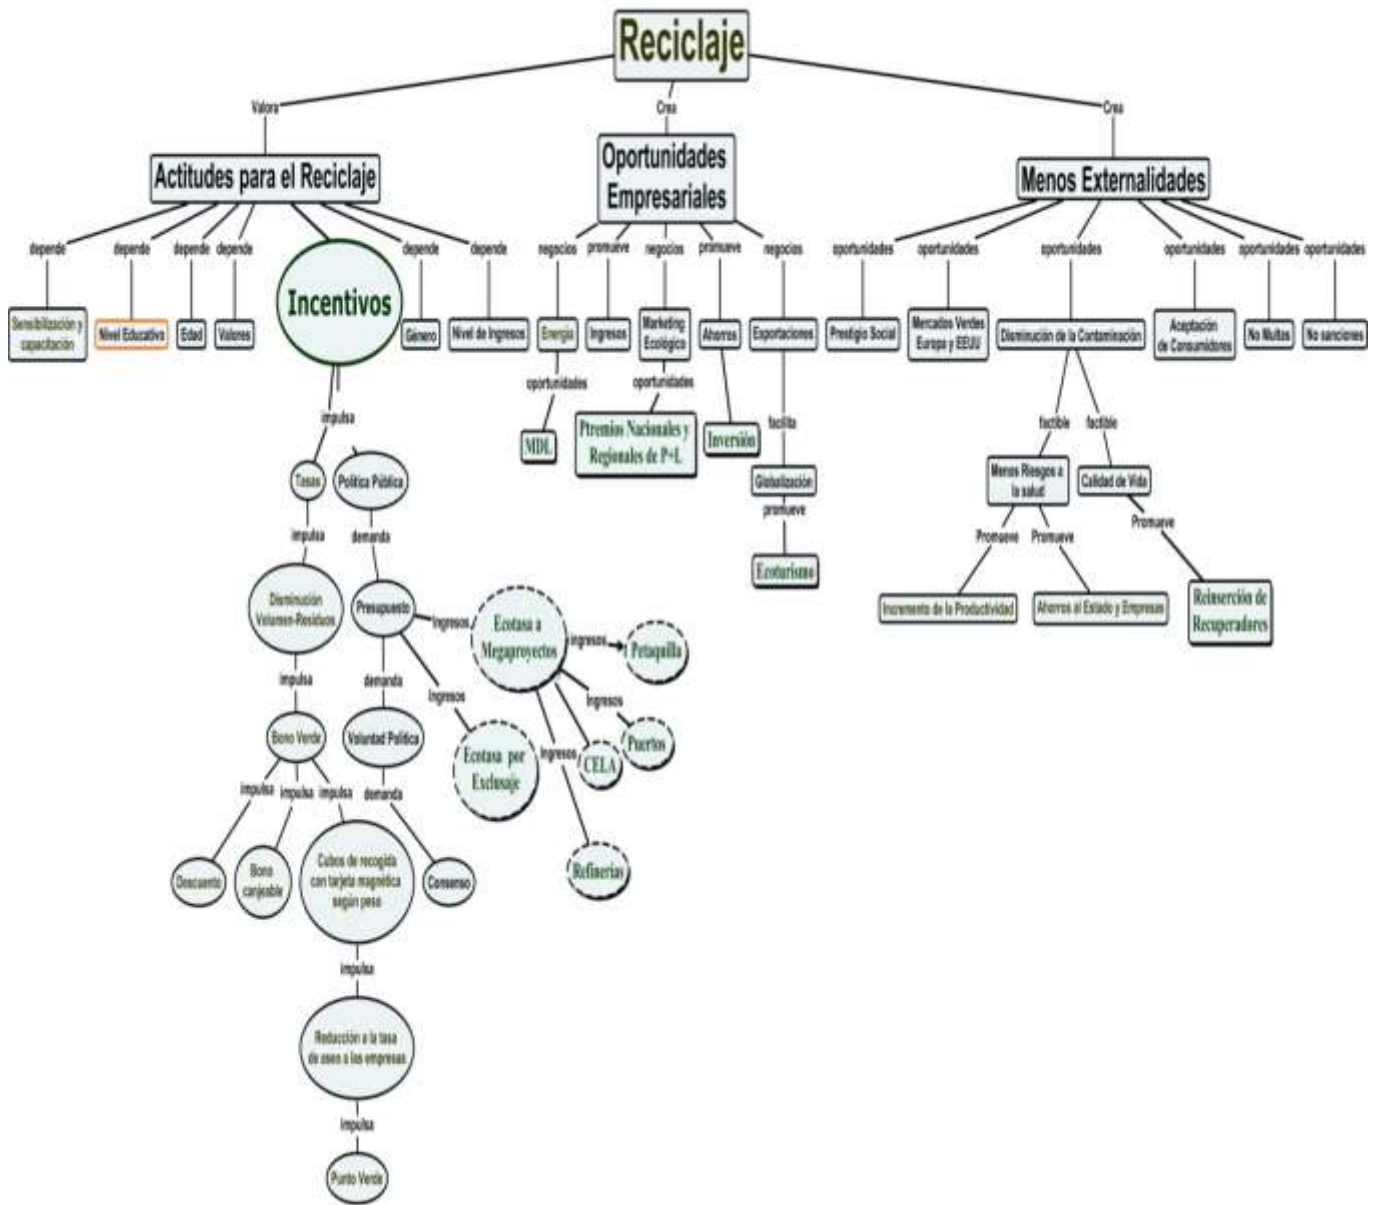 Reciclaje
Valora
Crea
Crea
Actitudes para el Reciclaje
Oportunidades
Empresariales
Menos Externalidades
depende
depende
depende
depende
depende
depende
negocios
promueve
negocios
promueve
negocios
oportunidades
oportunidades
oportunidades
oportunidades
oportunidades
oportunidades
Sensibilización y
capacitación
Nivel Educativo
Edad
Valores
Incentivos
Género
Nivel de Ingresos
Energía
Ingresos
Marketing
Ecológico
Ahorros
Exportaciones
Prestigio Social
Mercados Verdes
Europa y EEUU
Disminución de la Contaminación
Aceptación
de Consumidores
No Multas
No sanciones
oportunidades
oportunidades
impulsa
facilita
factible
factible
MDL
Ptremios Nacionales y
Regionales de P+L
Inversión
Tasas
Política Pública
Globalización
Menos Riesgos a
la salud
Calidad de Vida
impulsa
demanda
promueve
Promueve
Promueve
Promueve
Ecoturismo
Disminución
Volumen-Residuos
Presupuesto
Ingresos
Ecotasa a
Megaproyectos
ingresos
Petaquilla
Incremento de la Productividad
Ahorros al Estado y Empresas
Reinserción de
Recuperadores
impulsa
demanda
Ingresos
Ingresos
Bono Verde
Voluntad Política
Ecotasa por
Exclusaje
Ingresos
CELA
Puertos
impulsa
impulsa
impulsa
demanda
Descuento
Bono
canjeable
Cubos de recogida
con tarjeta magnética
según peso
Consenso
Refinerías
impulsa
Reducción a la tasa
de aseo a las empresas
impulsa
Punto Verde